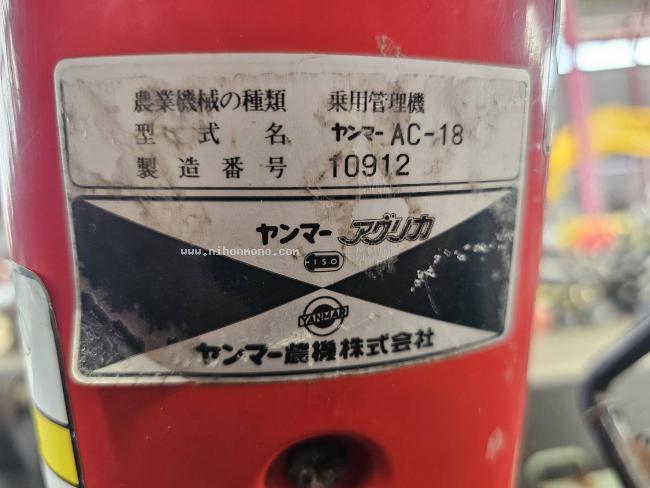 農業機械の種類 乗用管理機
型式名 ヤンマー AC-18
製造番号 10912
ヤンマー アグリカ
www.nihonmono.com
ISO
YANMAR
ヤンマー農機株式会社